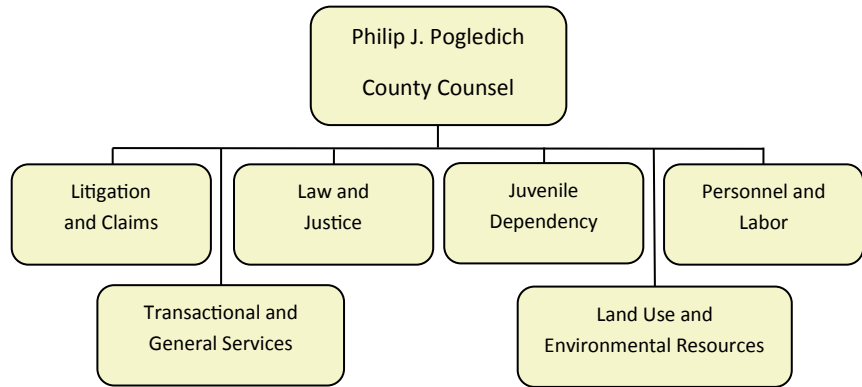 Philip J. Pogledich
County Counsel
Litigation
and Claims
Law and
Justice
Juvenile
Dependency
Personnel and
Labor
Transactional and
General Services
Land Use and
Environmental Resources